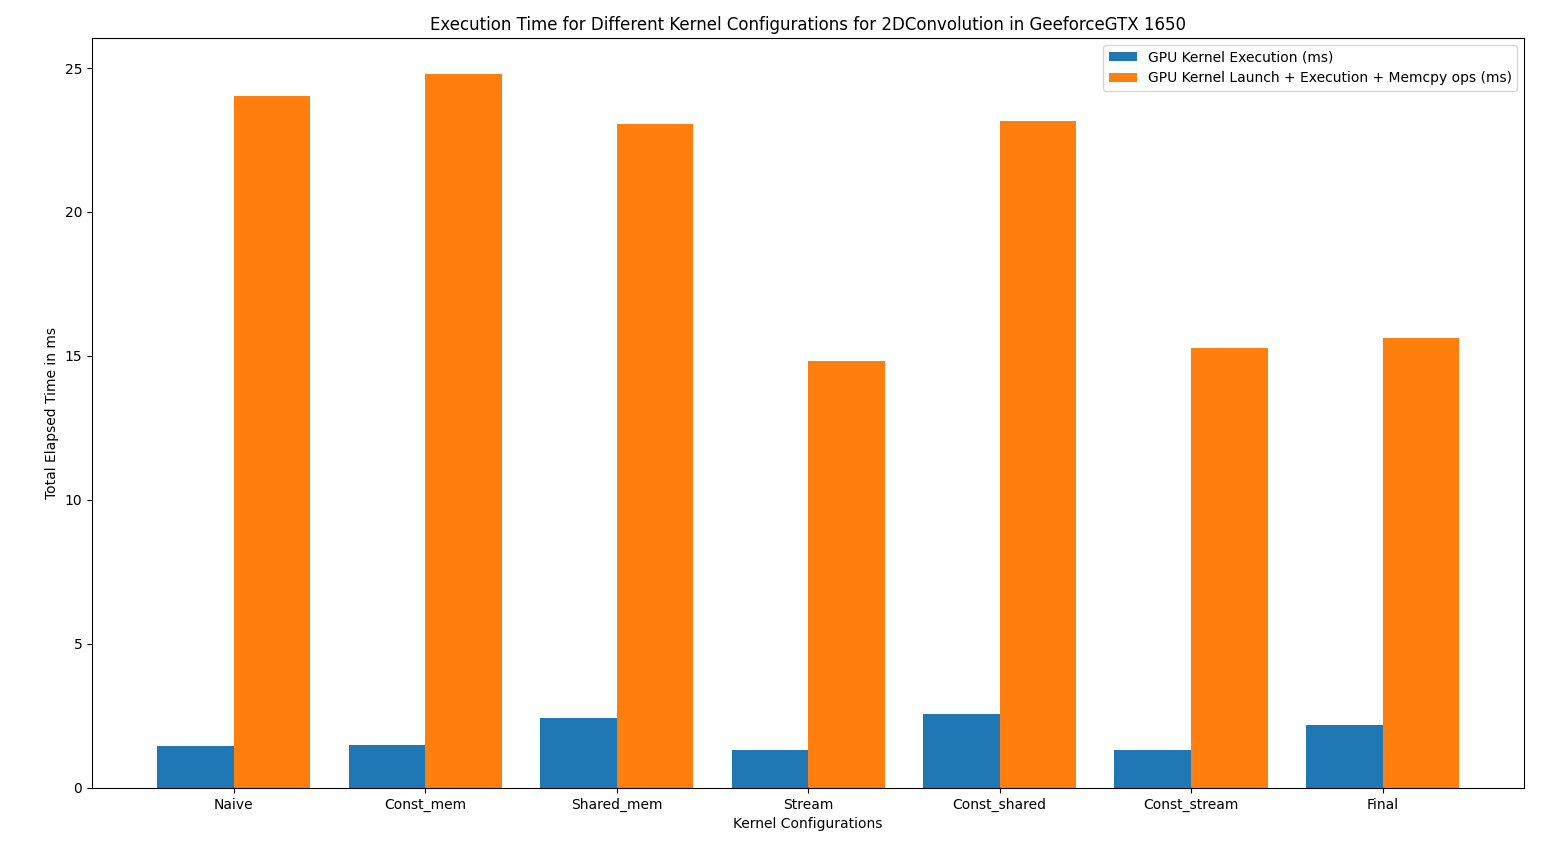 Execution Time for Different Kernel Configurations for 2DConvolution in GeeforceGTX 1650
GPU Kernel Execution (ms)
GPU Kernel Launch + Execution + Memcpy ops (ms)
Total Elapsed Time in ms
25
20
15
10
5
0
Naive Const_mem Shared_mem Stream Const_shared Const_stream Final
Kernel Configurations